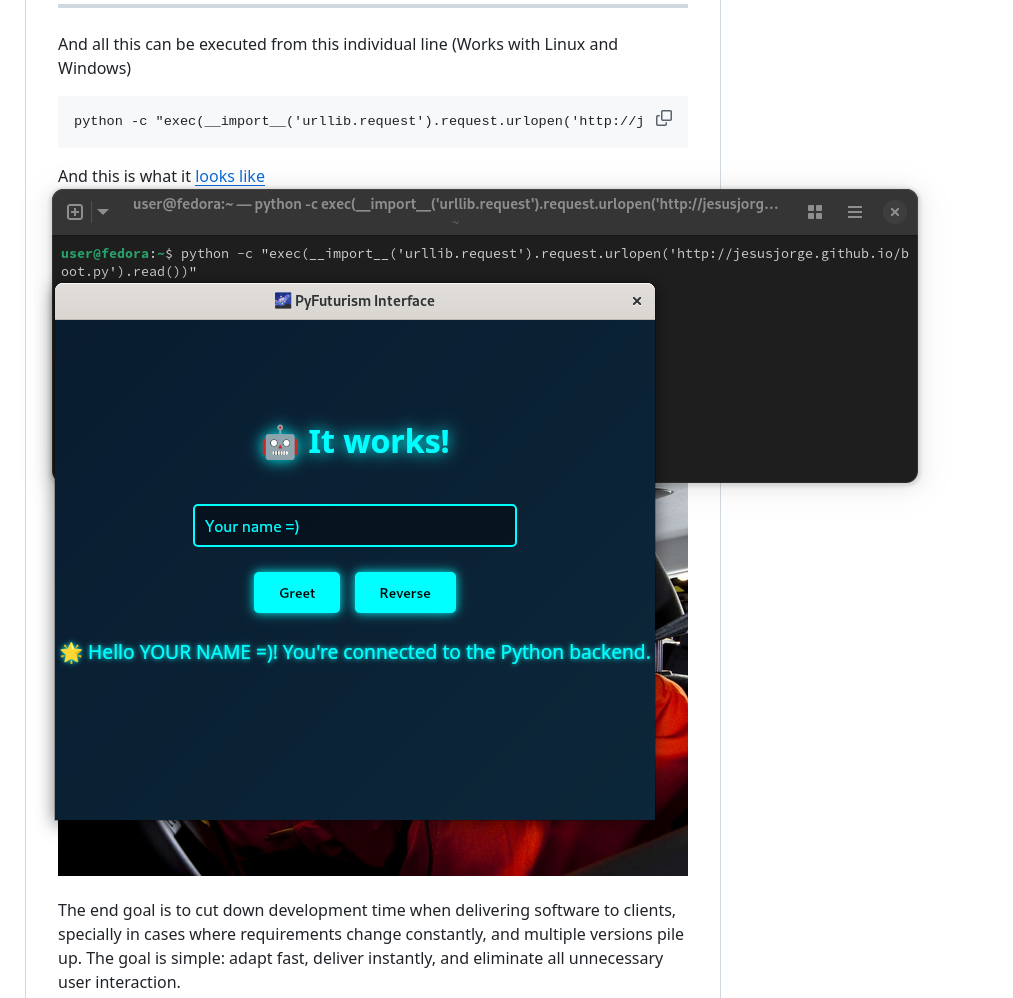 And all this can be executed from this individual line (Works with Linux and
Windows)
python -c "exec(__import__('urllib.request').request.urlopen('http://j
And this is what it looks like
user@fedora:~ — python -c exec(__import__('urllib.request').request.urlopen('http://jesusjorg…
~
user@fedora:~$ python -c "exec(__import__('urllib.request').request.urlopen('http://jesusjorge.github.io/b
oot.py').read())"
PyFuturism Interface
It works!
Your name =)
Greet Reverse
🌟 Hello YOUR NAME =)! You're connected to the Python backend.
The end goal is to cut down development time when delivering software to clients,
specially in cases where requirements change constantly, and multiple versions pile
up. The goal is simple: adapt fast, deliver instantly, and eliminate all unnecessary
user interaction.